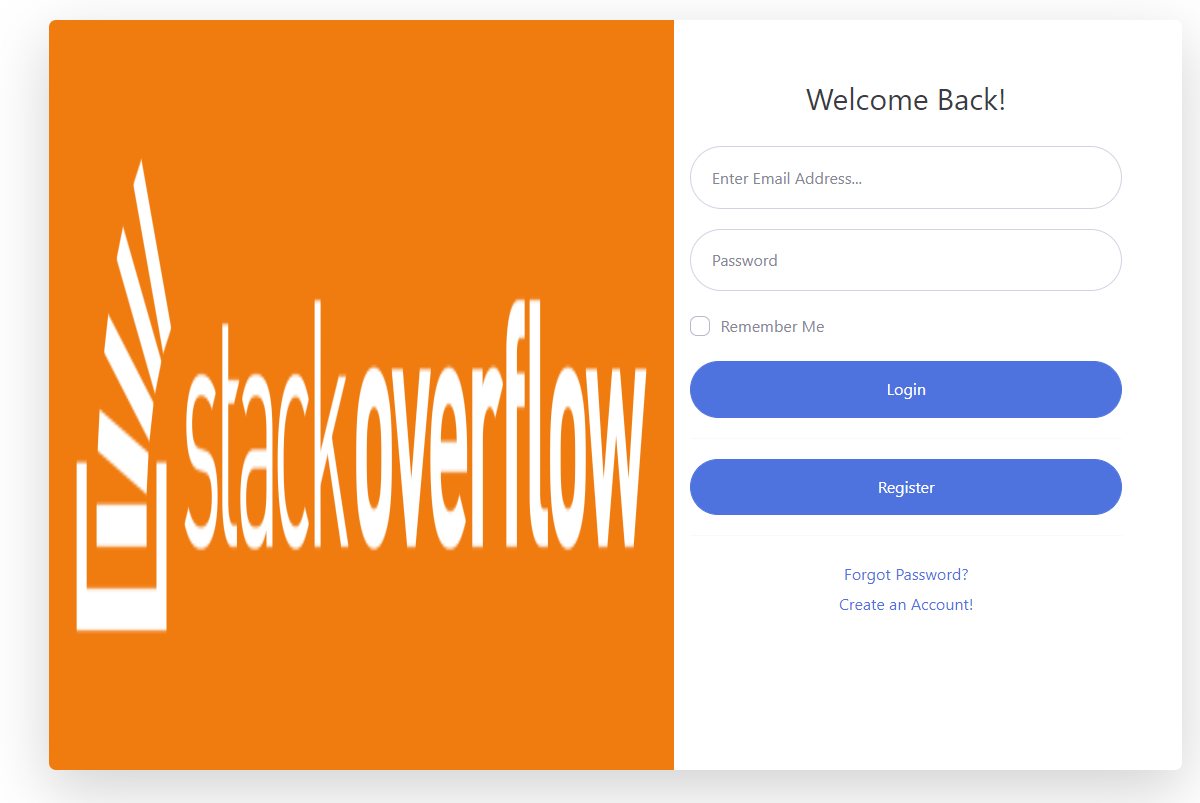 stackoverflow
Welcome Back!
Enter Email Address...
Password
Remember Me
Login
Register
Forgot Password?
Create an Account!